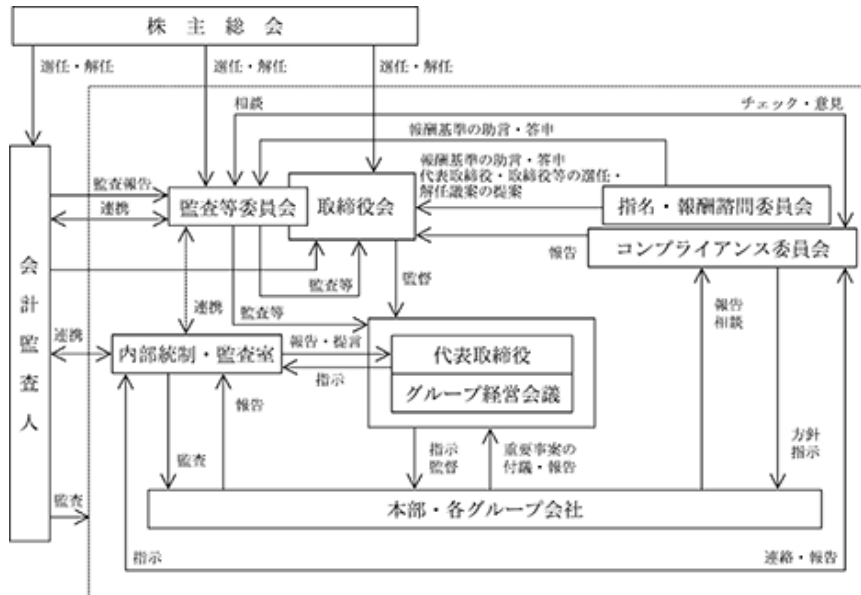 株主総会
選任・解任
選任・解任
選任・解任
相談
チェック・意見
報酬基準の助言・答申
報酬基準の助言・答申
代表取締役・取締役等の選任・
解任議案の提案
監査報告
連携
監査等委員会
取締役会
指名・報酬諮問委員会
コンプライアンス委員会
報告
会計監査人
監査等
監督
連携
監査等
報告
相談
連携
内部統制・監査室
報告・提言
指示
代表取締役
グループ経営会議
報告
監査
指示
監督
重要事案の
付議・報告
方針
指示
本部・各グループ会社
監査
指示
連絡・報告